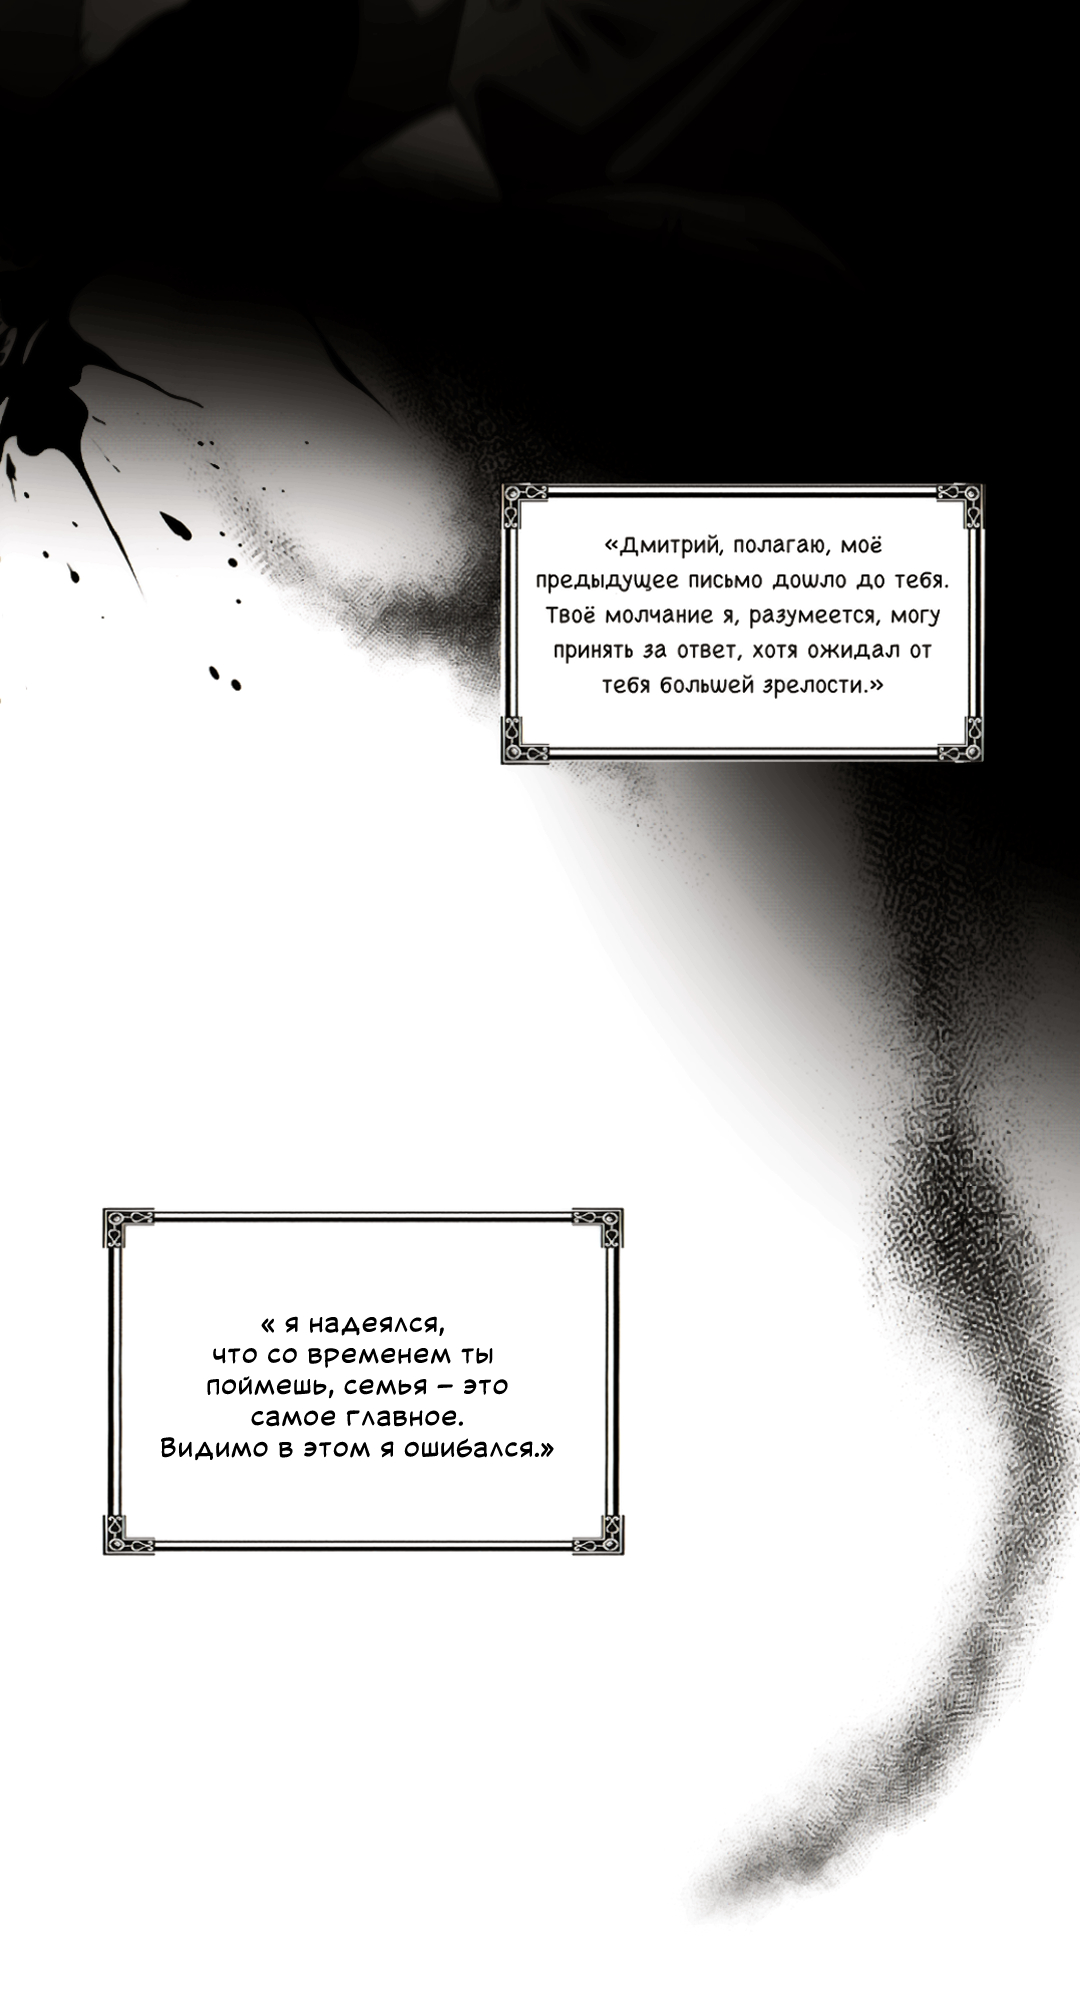 «Дмитрий, полагаю, моё
предыдущее письмо дошло до тебя.
Твоё молчание я, разумеется, могу
принять за ответ, хотя ожидал от
тебя большей зрелости.»
« я надеялся,
что со временем ты
поймешь, семья – это
самое главное.
Видимо в этом я ошибался.»